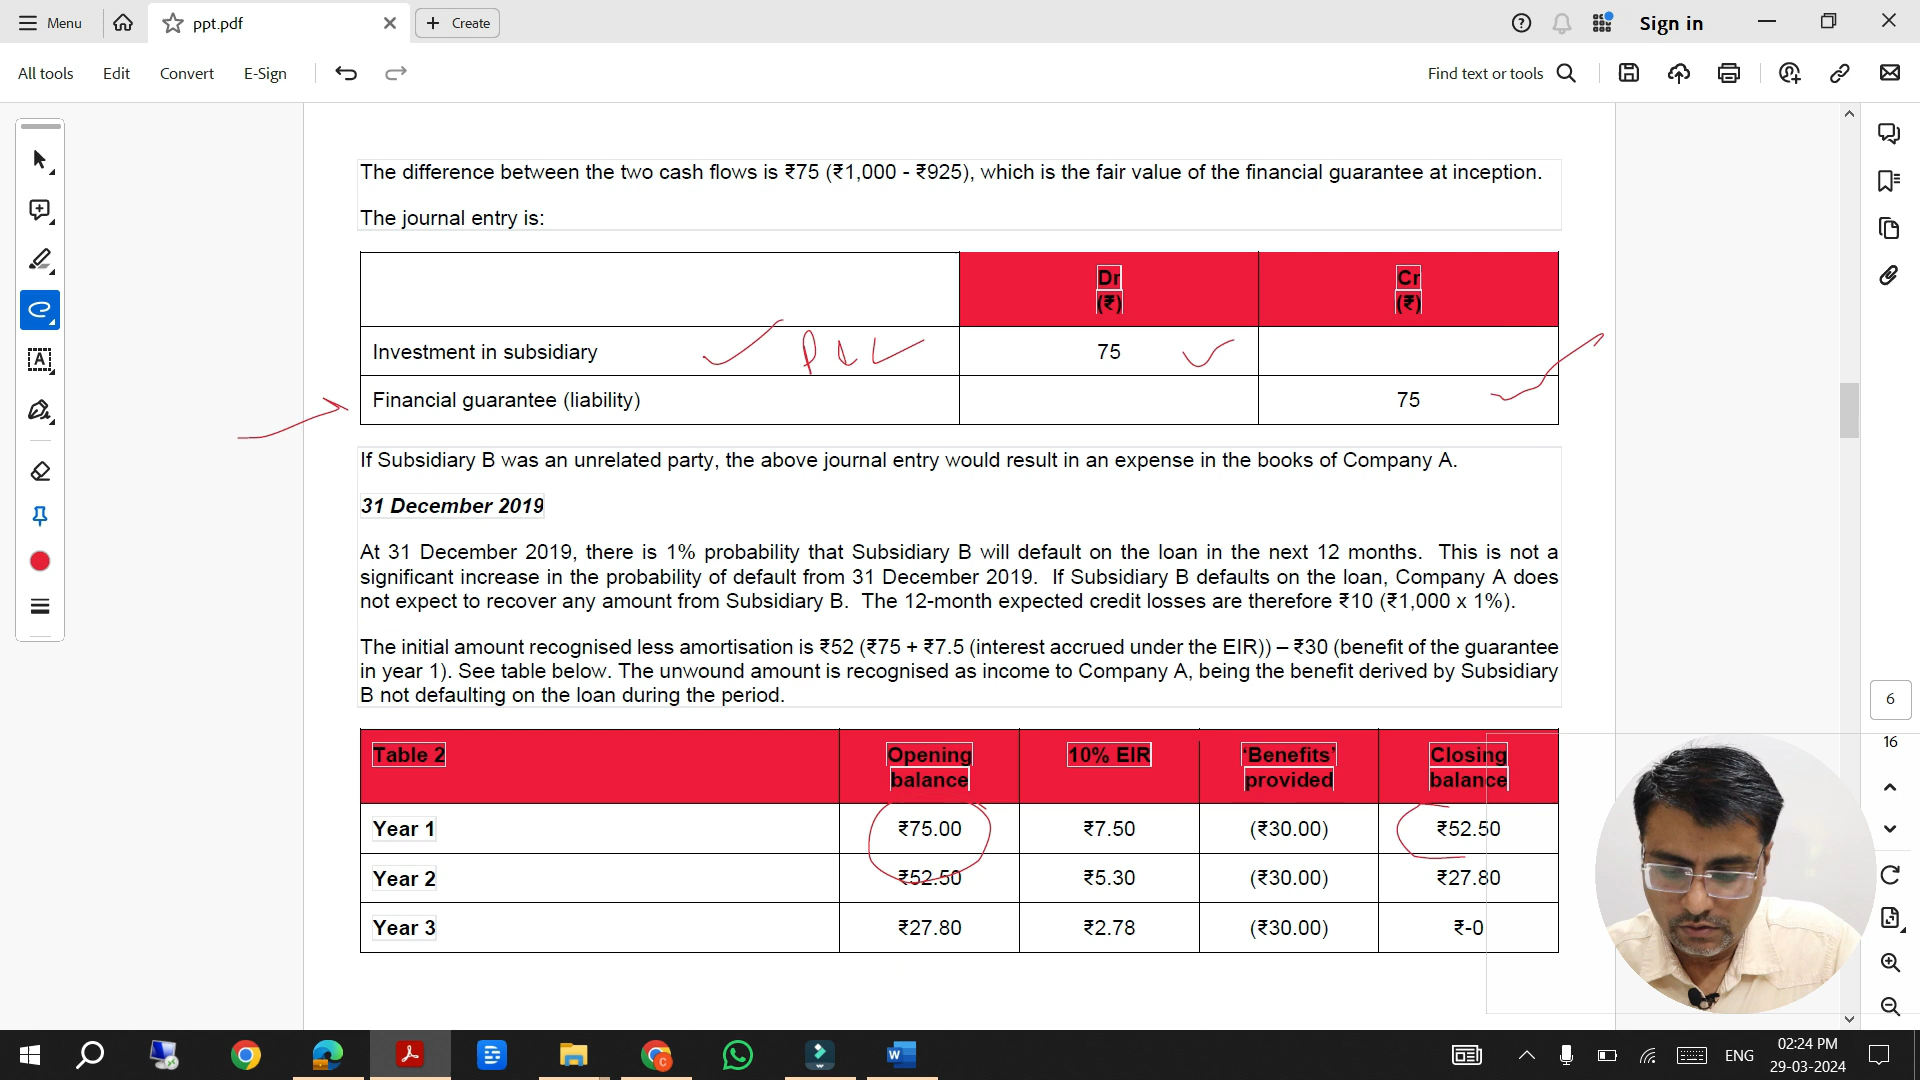 Menu
ppt.pdf
Create
Sign in
All tools
Edit
Convert
E-Sign
Find text or tools
The difference between the two cash flows is ₹75 (₹1,000 - ₹925), which is the fair value of the financial guarantee at inception.
The journal entry is:
Dr
(₹)
Cr
(₹)
Investment in subsidiary
P&L
75
Financial guarantee (liability)
75
If Subsidiary B was an unrelated party, the above journal entry would result in an expense in the books of Company A.
31 December 2019
At 31 December 2019, there is 1% probability that Subsidiary B will default on the loan in the next 12 months. This is not a
significant increase in the probability of default from 31 December 2019. If Subsidiary B defaults on the loan, Company A does
not expect to recover any amount from Subsidiary B. The 12-month expected credit losses are therefore ₹10 (₹1,000 x 1%).
The initial amount recognised less amortisation is ₹52 (₹75 + ₹7.5 (interest accrued under the EIR)) – ₹30 (benefit of the guarantee
in year 1). See table below. The unwound amount is recognised as income to Company A, being the benefit derived by Subsidiary
B not defaulting on the loan during the period.
Table 2
Opening
balance
10% EIR
'Benefits'
provided
Closing
balance
Year 1
₹75.00
₹7.50
(₹30.00)
₹52.50
Year 2
₹52.50
₹5.30
(₹30.00)
₹27.80
Year 3
₹27.80
₹2.78
(₹30.00)
₹-0
6
16
ENG
02:24 PM
29-03-2024